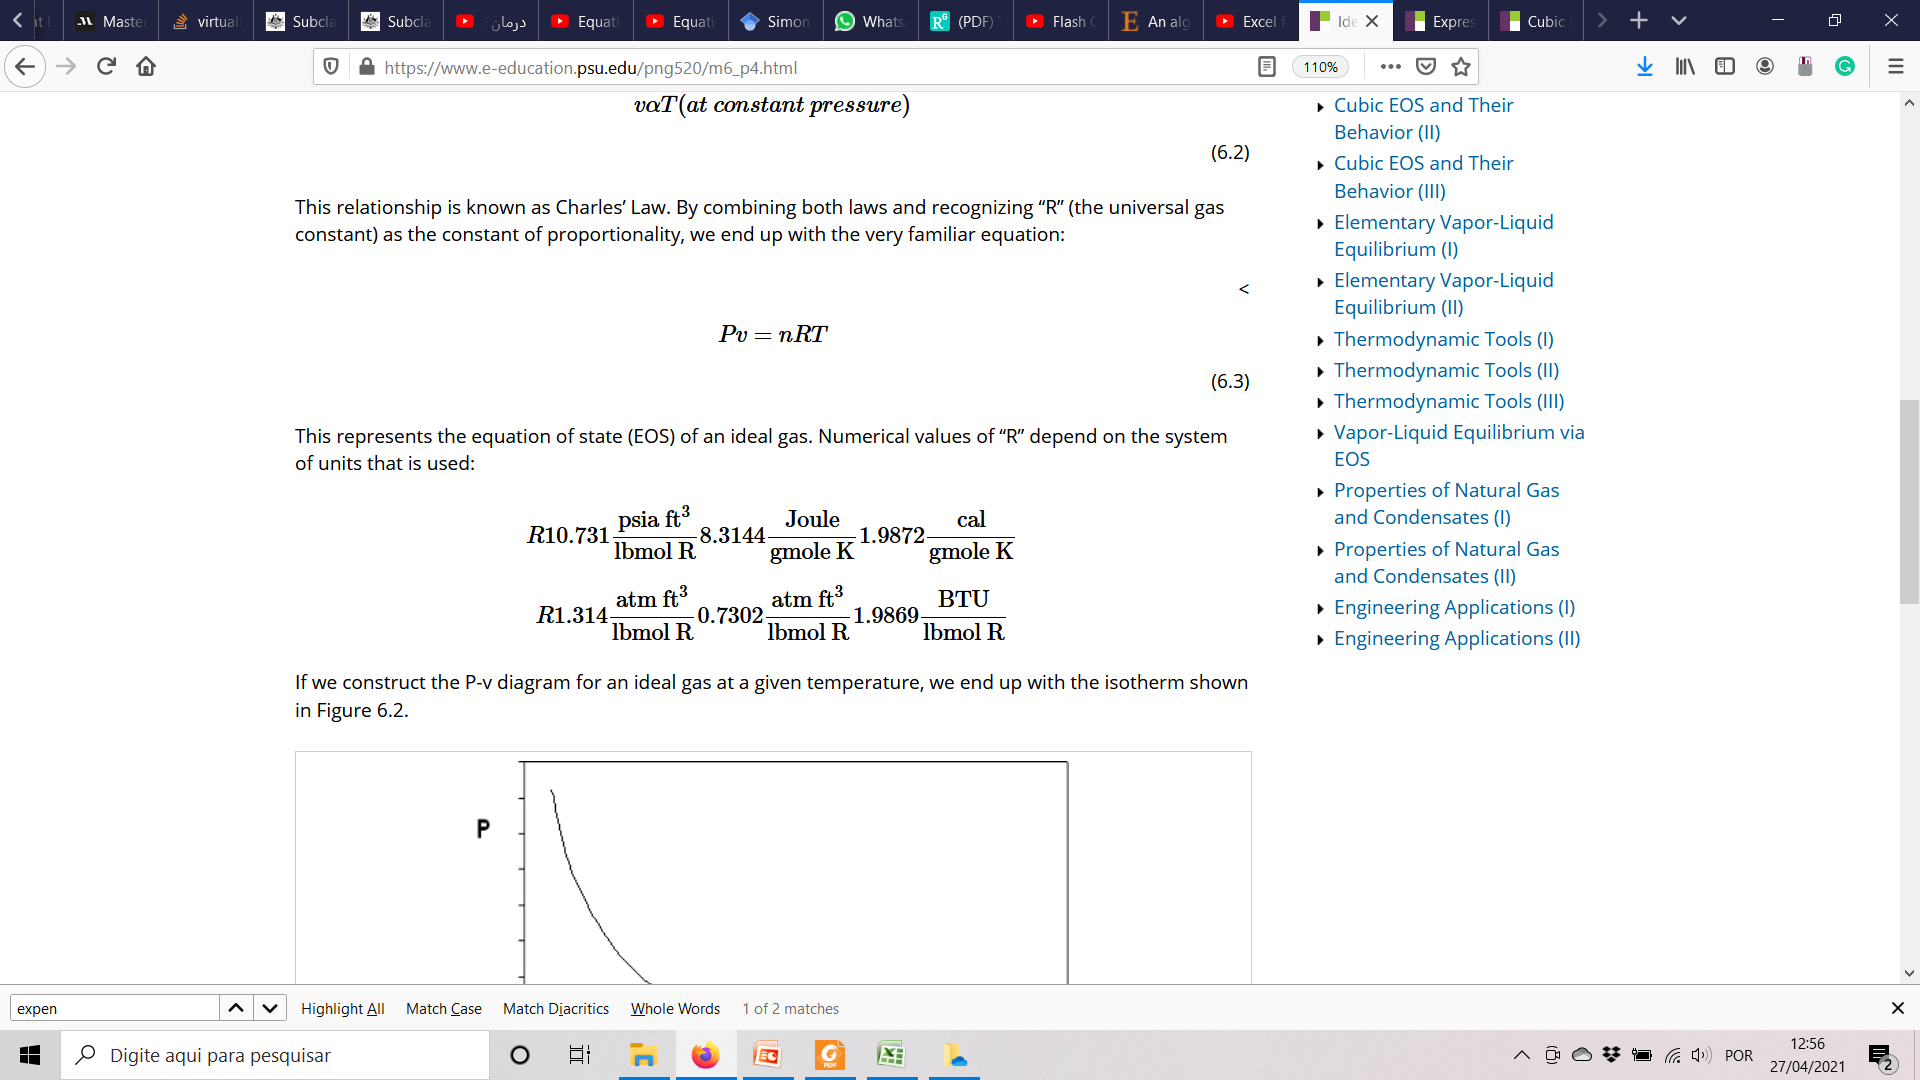 Master
virtuall
Subcla
Subcla
درمان
Equati
Equati
Simon
Whats
(PDF)
Flash
An alg
Excel f
Ide
Expres
Cubic
https://www.e-education.psu.edu/png520/m6_p4.html
110%
vαT(at constant pressure)
(6.2)
This relationship is known as Charles’ Law. By combining both laws and recognizing “R” (the universal gas
constant) as the constant of proportionality, we end up with the very familiar equation:
<
Pv = nRT
(6.3)
This represents the equation of state (EOS) of an ideal gas. Numerical values of “R” depend on the system
of units that is used:
R10.731 psia ft³/lbmol R 8.3144 Joule/gmole K 1.9872 cal/gmole K
R1.314 atm ft³/lbmol R 0.7302 atm ft³/lbmol R 1.9869 BTU/lbmol R
If we construct the P-v diagram for an ideal gas at a given temperature, we end up with the isotherm shown
in Figure 6.2.
P
Cubic EOS and Their
Behavior (II)
Cubic EOS and Their
Behavior (III)
Elementary Vapor-Liquid
Equilibrium (I)
Elementary Vapor-Liquid
Equilibrium (II)
Thermodynamic Tools (I)
Thermodynamic Tools (II)
Thermodynamic Tools (III)
Vapor-Liquid Equilibrium via
EOS
Properties of Natural Gas
and Condensates (I)
Properties of Natural Gas
and Condensates (II)
Engineering Applications (I)
Engineering Applications (II)
expen
Highlight All
Match Case
Match Diacritics
Whole Words
1 of 2 matches
Digite aqui para pesquisar
POR
12:56
27/04/2021
2